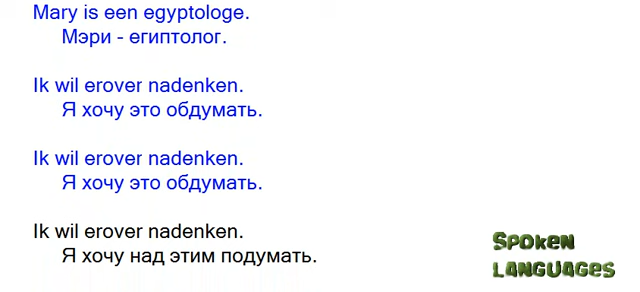 Mary is een egyptologe.
Мэри - египтолог.
Ik wil erover nadenken.
Я хочу это обдумать.
Ik wil erover nadenken.
Я хочу это обдумать.
Ik wil erover nadenken.
Я хочу над этим подумать.
Spoken
Languages